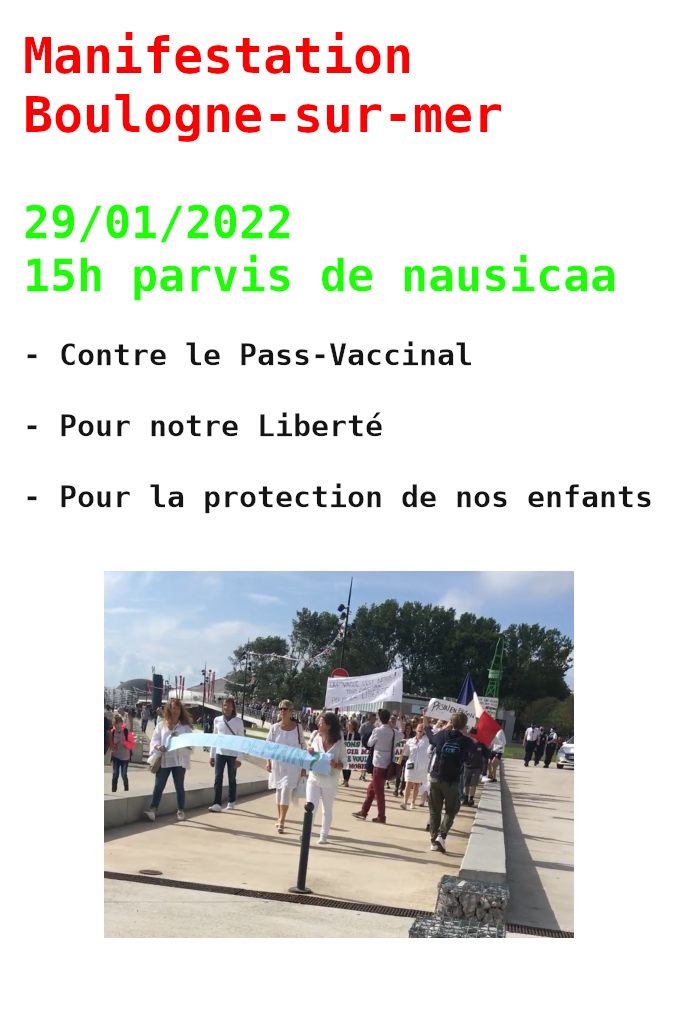 Manifestation
Boulogne-sur-mer
29/01/2022
15h parvis de nausicaa
- Contre le Pass-Vaccinal
- Pour notre Liberté
- Pour la protection de nos enfants